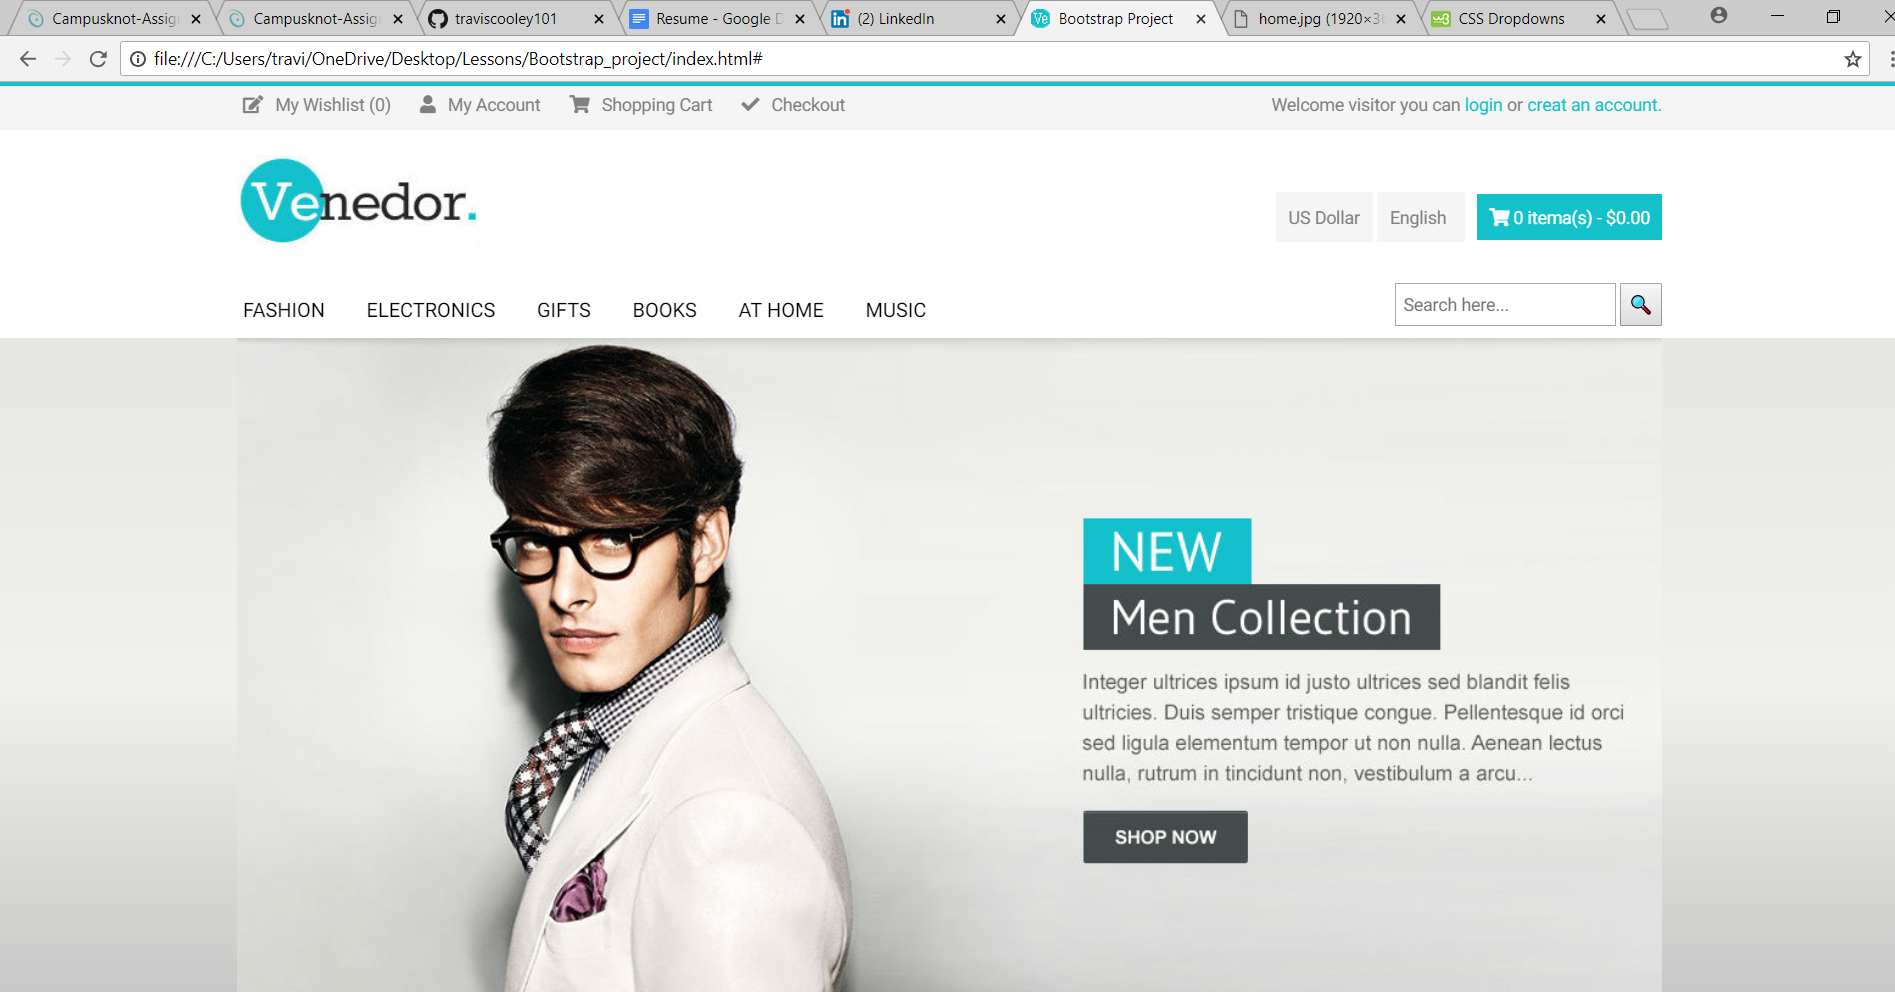 Campusknot-Assig
Campusknot-Assig
traviscooley101
Resume - Google D
(2) LinkedIn
Bootstrap Project
home.jpg (1920×36
CSS Dropdowns
file:///C:/Users/travi/OneDrive/Desktop/Lessons/Bootstrap_project/index.html#
My Wishlist (0) My Account Shopping Cart Checkout
Welcome visitor you can login or creat an account.
Venedor.
US Dollar English 0 itema(s) - $0.00
FASHION ELECTRONICS GIFTS BOOKS AT HOME MUSIC
Search here...
NEW
Men Collection
Integer ultrices ipsum id justo ultrices sed blandit felis
ultricies. Duis semper tristique congue. Pellentesque id orci
sed ligula elementum tempor ut non nulla. Aenean lectus
nulla, rutrum in tincidunt non, vestibulum a arcu...
SHOP NOW